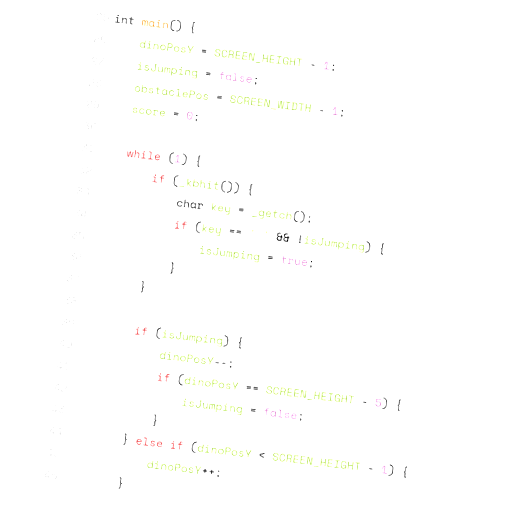 int main() {
dinoPosY = SCREEN_HEIGHT - 1;
isJumping = false;
obstaclePos = SCREEN_WIDTH - 1;
score = 0;
while (1) {
if (_kbhit()) {
char key = _getch();
if (key == && !isJumping) {
isJumping = true;
}
}
if (isJumping) {
dinoPosY--;
if (dinoPosY == SCREEN_HEIGHT - 5) {
isJumping = false;
}
} else if (dinoPosY < SCREEN_HEIGHT - 1) {
dinoPosY++;
}